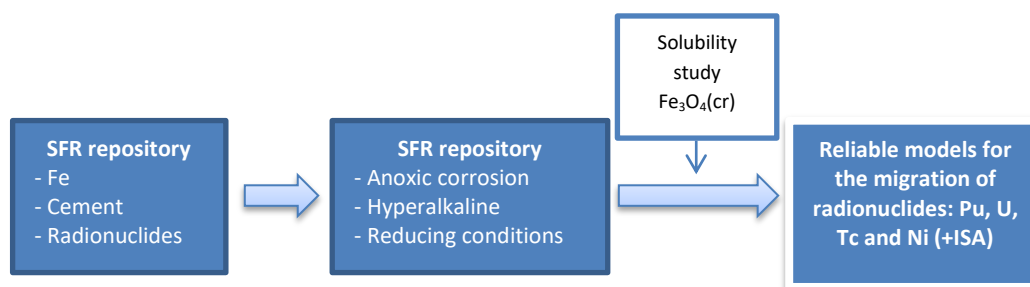 SFR repository
- Fe
- Cement
- Radionuclides
SFR repository
- Anoxic corrosion
- Hyperalkaline
- Reducing conditions
Solubility
study
Fe₃O₄(cr)
Reliable models for
the migration of
radionuclides: Pu, U,
Tc and Ni (+ISA)